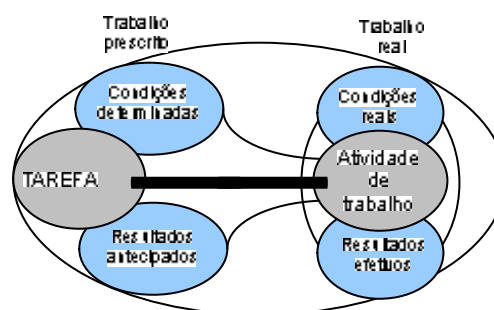 Trabalho
prescrito
Trabalho
real
Condições
determinadas
Condições
reais
TAREFA
Atividade
de
trabalho
Resultados
antecipados
Resultados
efetivos